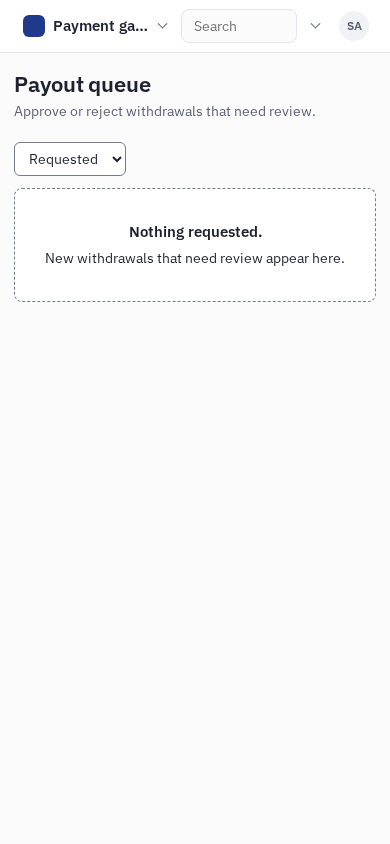 Payment ga...
Search
SA
Payout queue
Approve or reject withdrawals that need review.
Requested
Nothing requested.
New withdrawals that need review appear here.